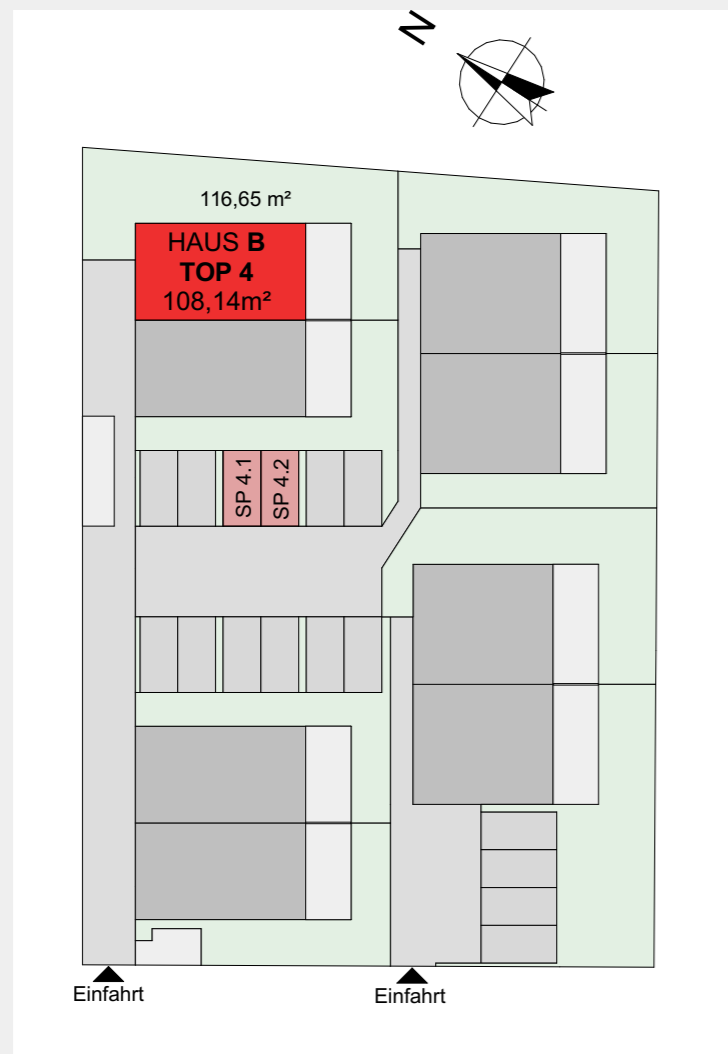 N
116,65 m²
HAUS B
TOP 4
108,14m²
SP 4.1
SP 4.2
Einfahrt
Einfahrt